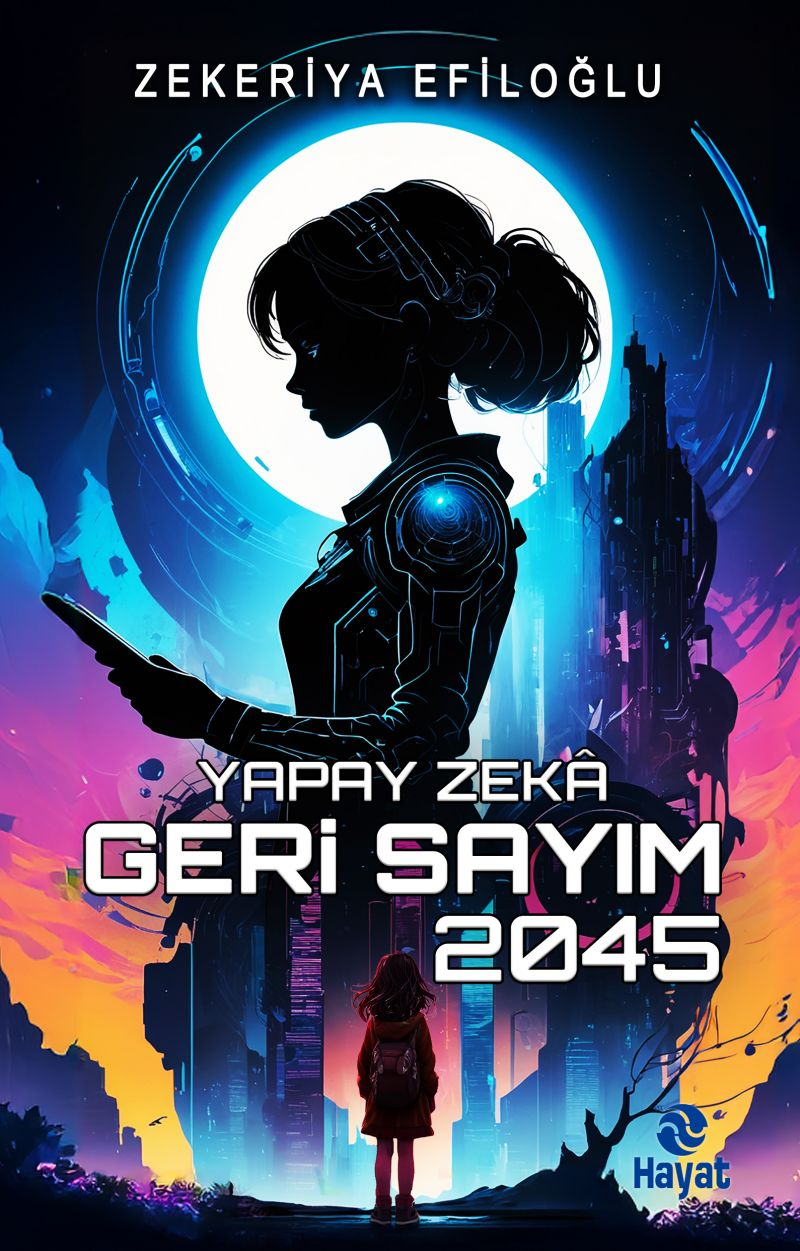 ZEKERİYA EFİLOĞLU
YAPAY ZEKÂ
GERİ SAYIM
2045
Hayat